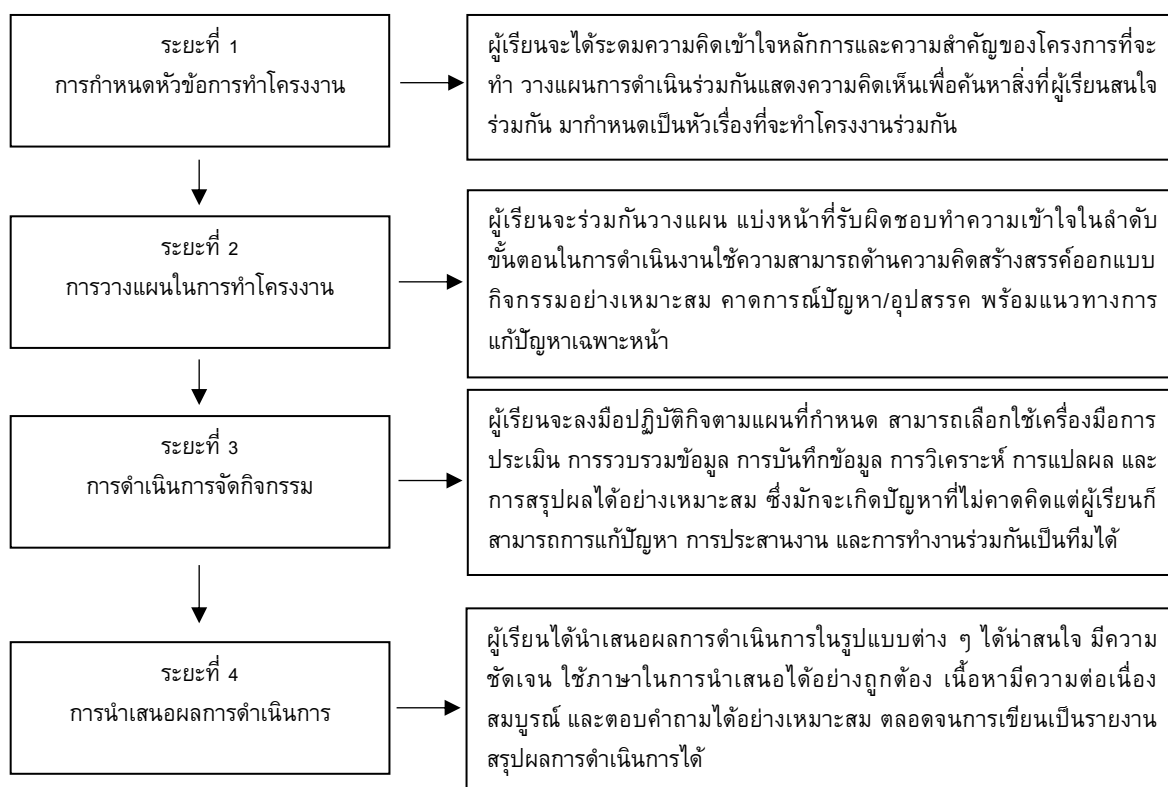 ระยะที่ 1
การกำหนดหัวข้อการทำโครงงาน
ผู้เรียนจะได้ระดมความคิดเข้าใจหลักการและความสำคัญของโครงการที่จะ
ทำ วางแผนการดำเนินร่วมกันแสดงความคิดเห็นเพื่อค้นหาสิ่งที่ผู้เรียนสนใจ
ร่วมกัน มากำหนดเป็นหัวเรื่องที่จะทำโครงงานร่วมกัน
ระยะที่ 2
การวางแผนในการทำโครงงาน
ผู้เรียนจะร่วมกันวางแผน แบ่งหน้าที่รับผิดชอบทำความเข้าใจในลำดับ
ขั้นตอนในการดำเนินงานใช้ความสามารถด้านความคิดสร้างสรรค์ออกแบบ
กิจกรรมอย่างเหมาะสม คาดการณ์ปัญหา/อุปสรรค พร้อมแนวทางการ
แก้ปัญหาเฉพาะหน้า
ระยะที่ 3
การดำเนินการจัดกิจกรรม
ผู้เรียนจะลงมือปฏิบัติกิจตามแผนที่กำหนด สามารถเลือกใช้เครื่องมือการ
ประเมิน การรวบรวมข้อมูล การบันทึกข้อมูล การวิเคราะห์ การแปลผล และ
การสรุปผลได้อย่างเหมาะสม ซึ่งมักจะเกิดปัญหาที่ไม่คาดคิดแต่ผู้เรียนก็
สามารถการแก้ปัญหา การประสานงาน และการทำงานร่วมกันเป็นทีมได้
ระยะที่ 4
การนำเสนอผลการดำเนินการ
ผู้เรียนได้นำเสนอผลการดำเนินการในรูปแบบต่าง ๆ ได้น่าสนใจ มีความ
ชัดเจน ใช้ภาษาในการนำเสนอได้อย่างถูกต้อง เนื้อหามีความต่อเนื่อง
สมบูรณ์ และตอบคำถามได้อย่างเหมาะสม ตลอดจนการเขียนเป็นรายงาน
สรุปผลการดำเนินการได้